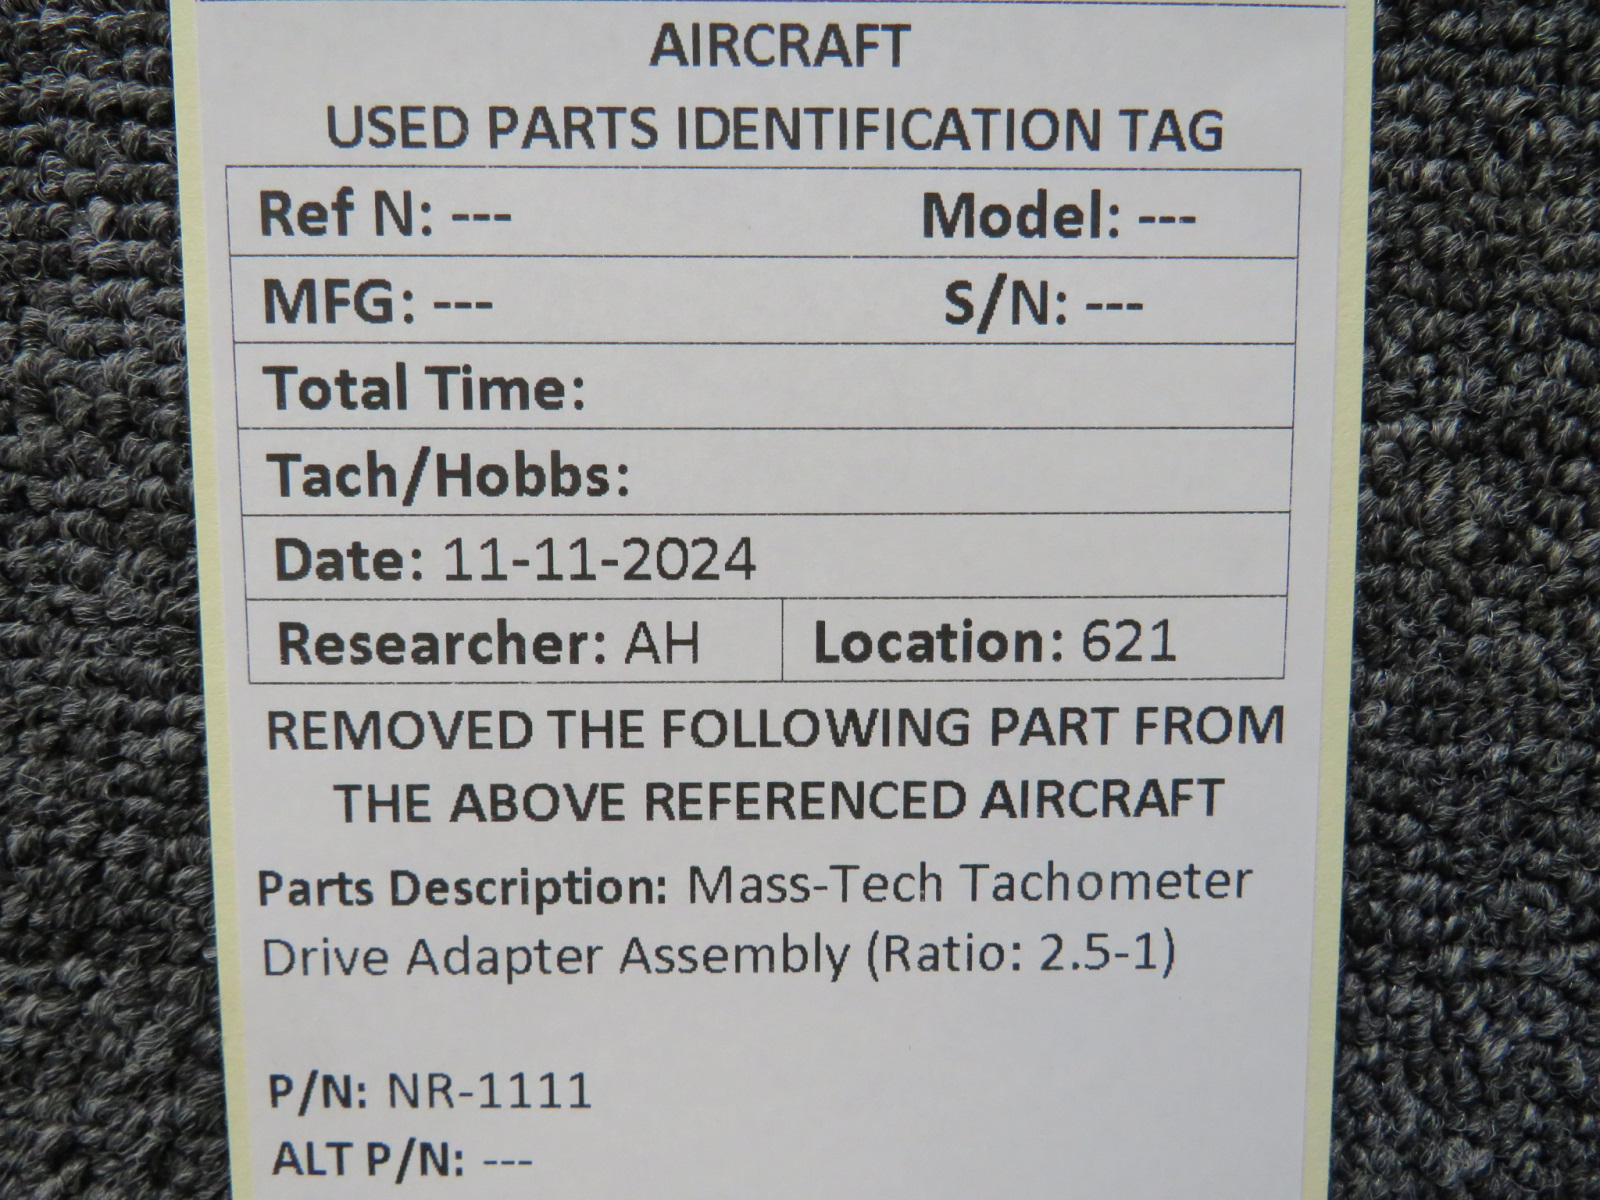 AIRCRAFT
USED PARTS IDENTIFICATION TAG
Ref N: --- Model: ---
MFG: --- S/N: ---
Total Time:
Tach/Hobbs:
Date: 11-11-2024
Researcher: AH Location: 621
REMOVED THE FOLLOWING PART FROM
THE ABOVE REFERENCED AIRCRAFT
Parts Description: Mass-Tech Tachometer
Drive Adapter Assembly (Ratio: 2.5-1)
P/N: NR-1111
ALT P/N: ---